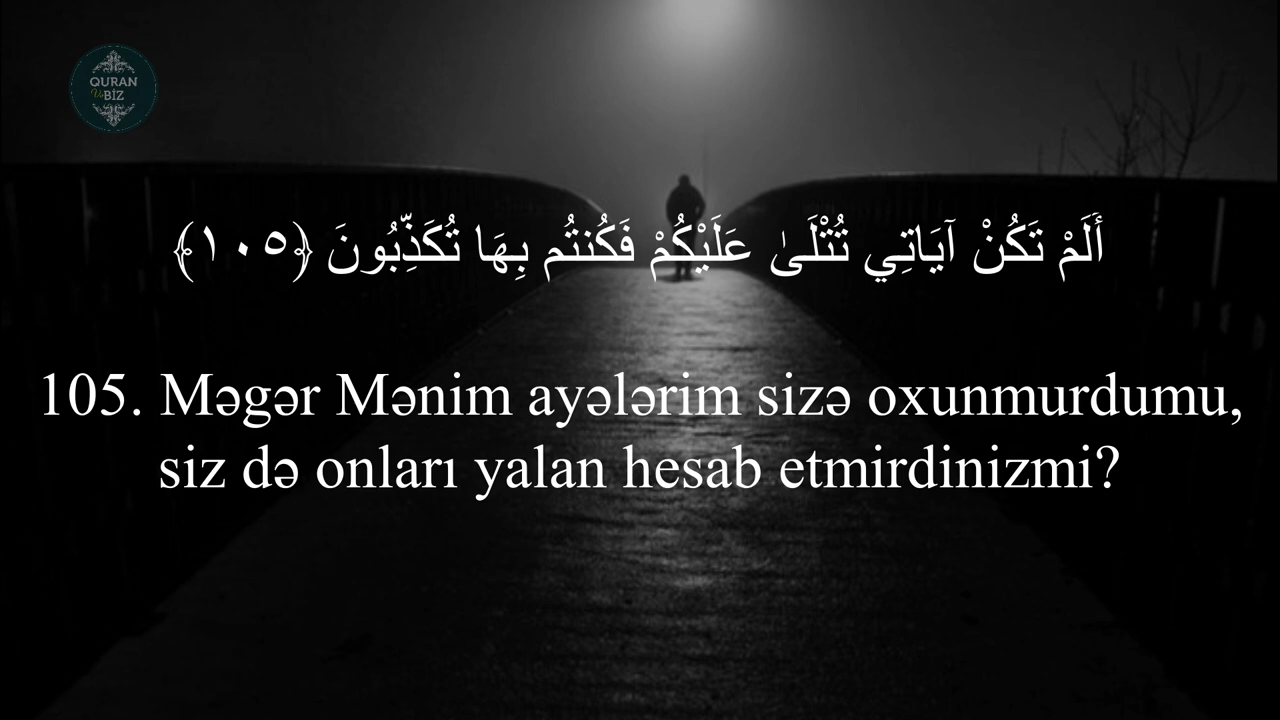 QURAN
Və BİZ
أَلَمْ تَكُنْ آيَاتِي تُتْلَىٰ عَلَيْكُمْ فَكُنتُم بِهَا تُكَذِّبُونَ ﴿١٠٥﴾
105. Məgər Mənim ayələrim sizə oxunmurdumu,
siz də onları yalan hesab etmirdinizmi?